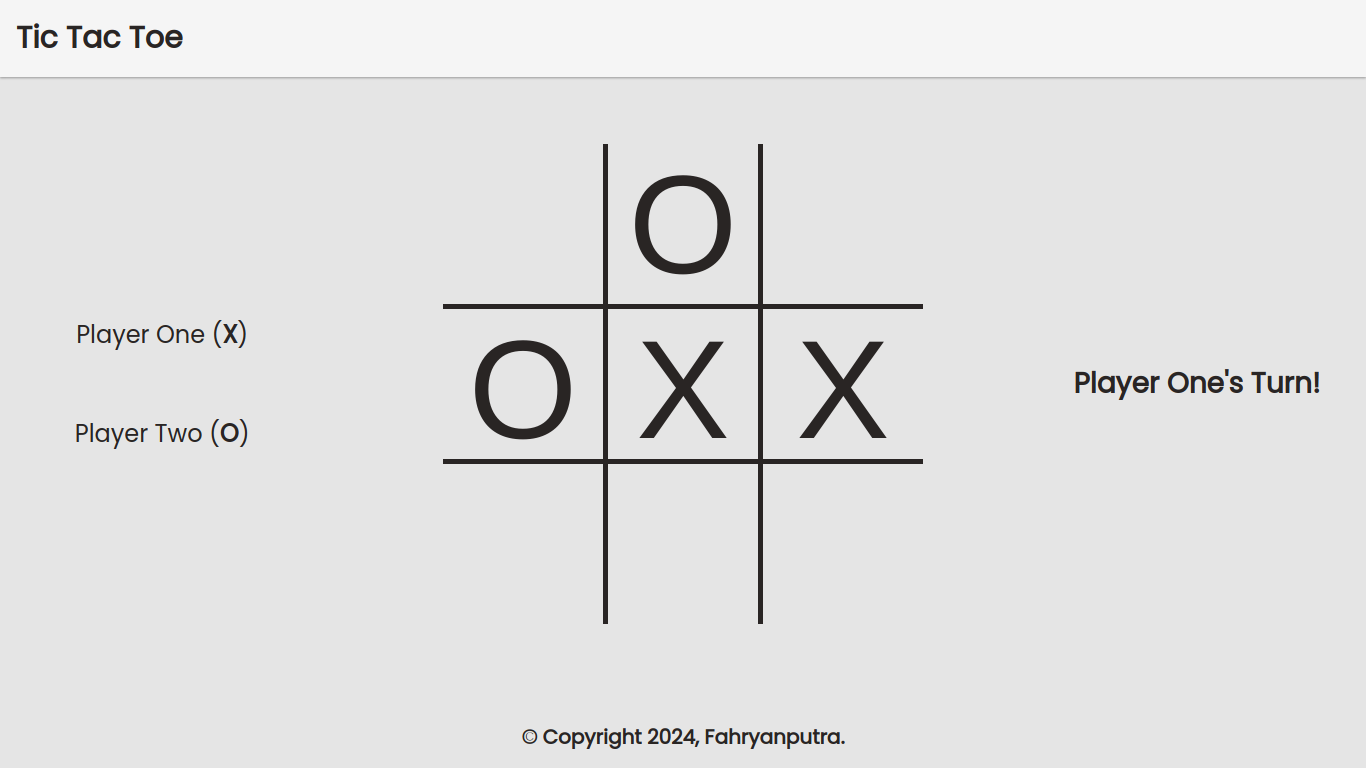 Tic Tac Toe
O
O X X
Player One (X)
Player Two (O)
Player One's Turn!
© Copyright 2024, Fahryanputra.